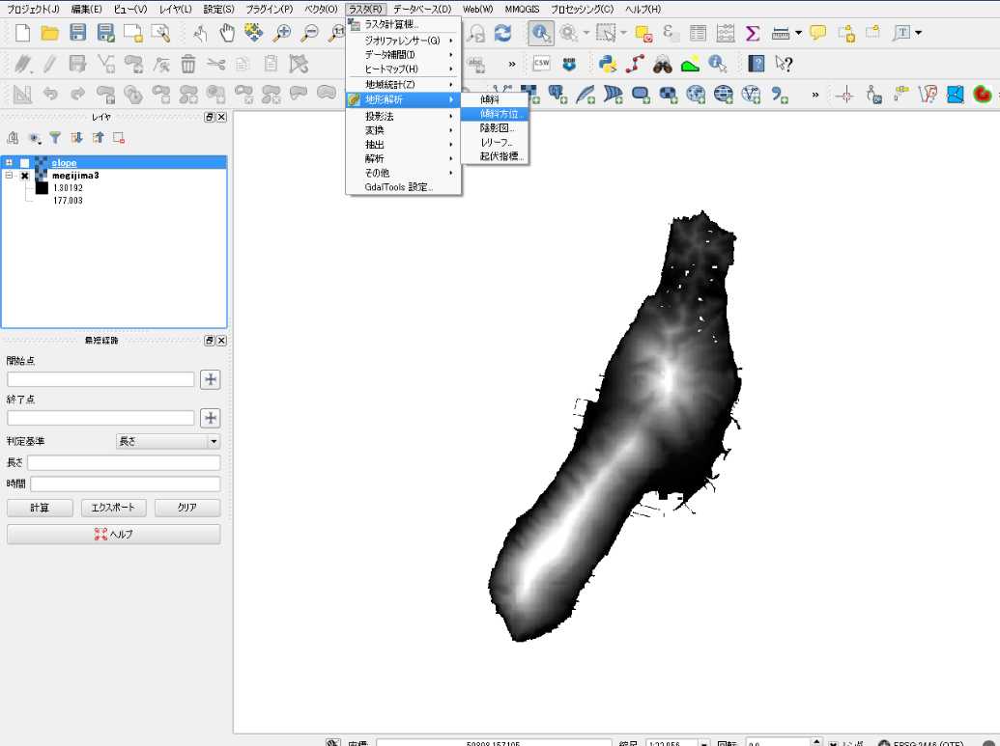 プロジェクト(J) 編集(E) ビュー(V) レイヤ(L) 設定(S) プラグイン(P) ベクタ(O) ラスタ(R) データベース(D) Web(W) MMQGIS プロセッシング(C) ヘルプ(H)
ラスタ計算機...
ジオリファレンサー(G)
データ補間(I)
ヒートマップ(H)
地域統計(Z)
地形解析
投影法
変換
抽出
解析
その他
GdalTools 設定...
傾斜
傾斜方位...
陰影図...
レリーフ...
起伏指標...
abc
CSW
T
レイヤ
slope
megijima3
1.30192
177.003
最短経路
開始点
終了点
判定基準 長さ
長さ
時間
計算 エクスポート クリア
ヘルプ
座標: 59808,157195 縮尺 1:22,056 回転: 0.0 レンダ EPSG:2446 (OTF)